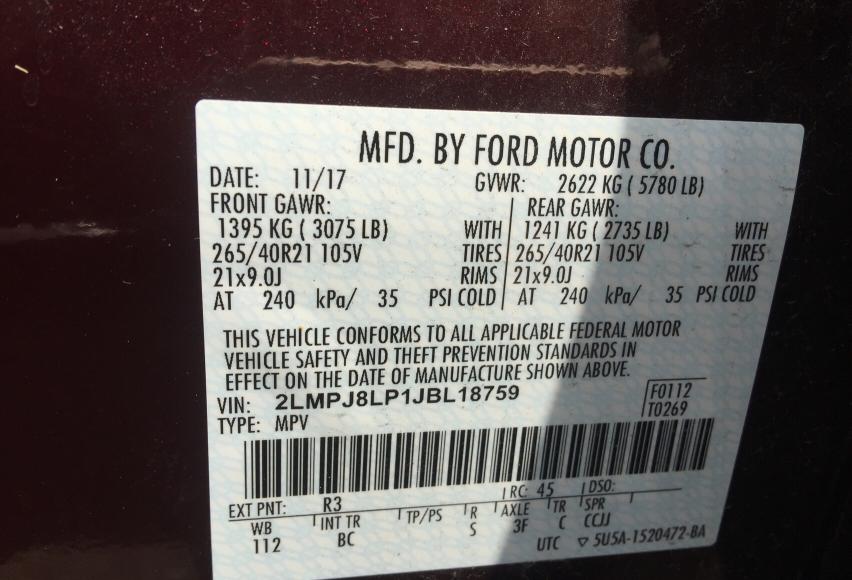 MFD. BY FORD MOTOR CO.
DATE: 11/17 GVWR: 2622 KG ( 5780 LB)
FRONT GAWR: REAR GAWR:
1395 KG ( 3075 LB) WITH 1241 KG ( 2735 LB) WITH
265/40R21 105V TIRES 265/40R21 105V TIRES
21x9.0J RIMS 21x9.0J RIMS
AT 240 kPa/ 35 PSI COLD AT 240 kPa/ 35 PSI COLD
THIS VEHICLE CONFORMS TO ALL APPLICABLE FEDERAL MOTOR
VEHICLE SAFETY AND THEFT PREVENTION STANDARDS IN
EFFECT ON THE DATE OF MANUFACTURE SHOWN ABOVE.
VIN: 2LMPJ8LP1JBL18759 F0112
TYPE: MPV T0269
EXT PNT: R3 RC: 45 DSO:
WB INT TR TP/PS R AXLE TR SPR
112 BC S 3F C CCJJ
UTC ▽ 5U5A-1520472-BA